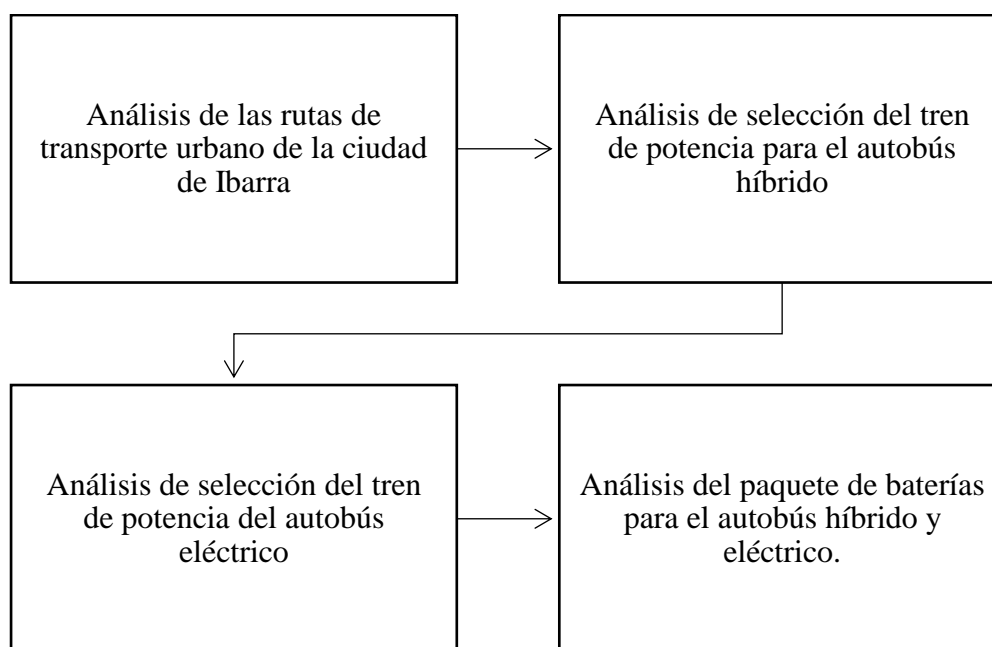 Análisis de las rutas de
transporte urbano de la ciudad
de Ibarra
Análisis de selección del tren
de potencia para el autobús
híbrido
Análisis de selección del tren
de potencia del autobús
eléctrico
Análisis del paquete de baterías
para el autobús híbrido y
eléctrico.